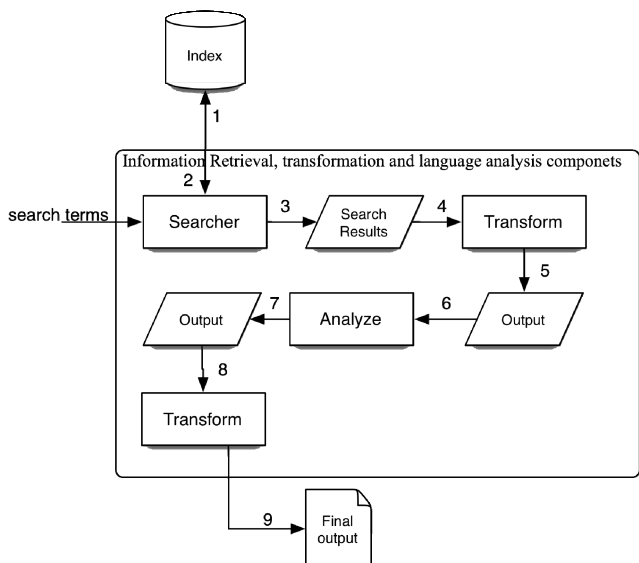 Index
1
Information Retrieval, transformation and language analysis componets
2
search terms
Searcher
3
Search
Results
4
Transform
5
Output
7
Analyze
6
Output
8
Transform
9
Final
output